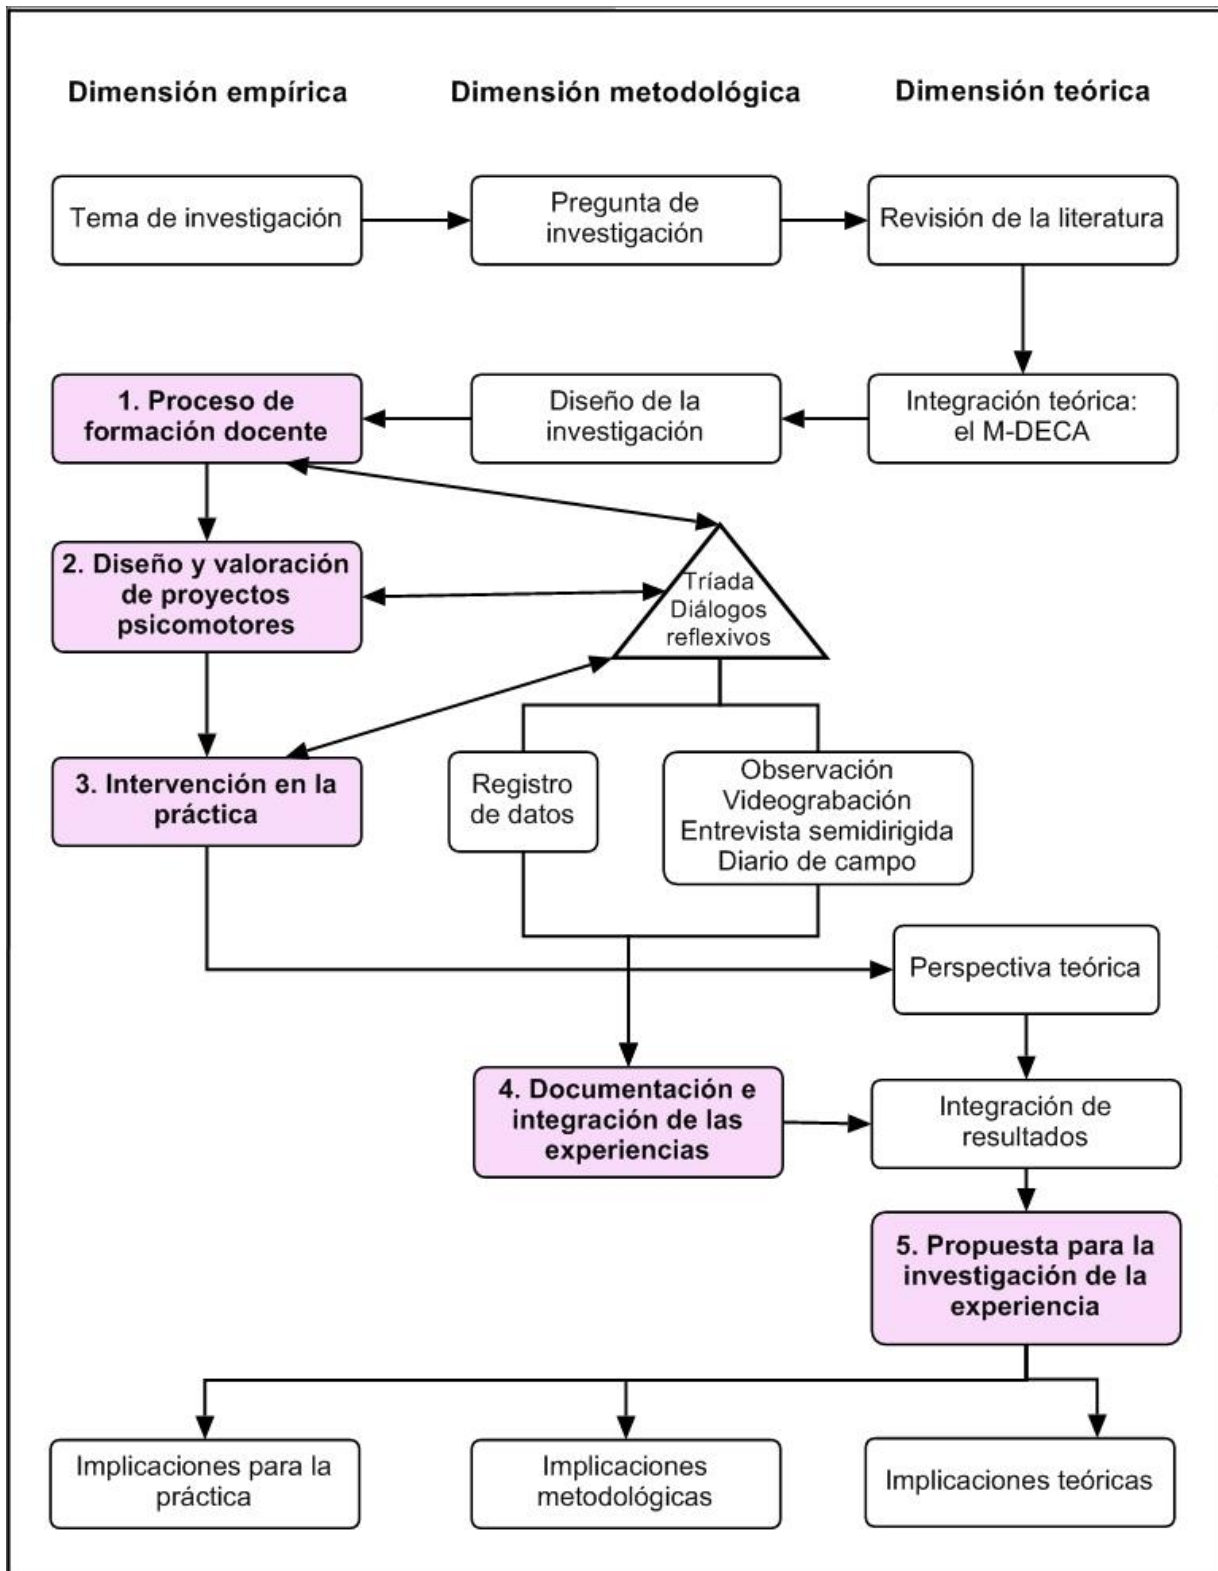 Dimensión empírica
Dimensión metodológica
Dimensión teórica
Tema de investigación
Pregunta de
investigación
Revisión de la literatura
1. Proceso de
formación docente
Diseño de la
investigación
Integración teórica:
el M-DECA
2. Diseño y valoración
de proyectos
psicomotores
Tríada
Diálogos
reflexivos
3. Intervención en la
práctica
Registro
de datos
Observación
Videograbación
Entrevista semidirigida
Diario de campo
Perspectiva teórica
4. Documentación e
integración de las
experiencias
Integración de
resultados
5. Propuesta para la
investigación de la
experiencia
Implicaciones para la
práctica
Implicaciones
metodológicas
Implicaciones teóricas